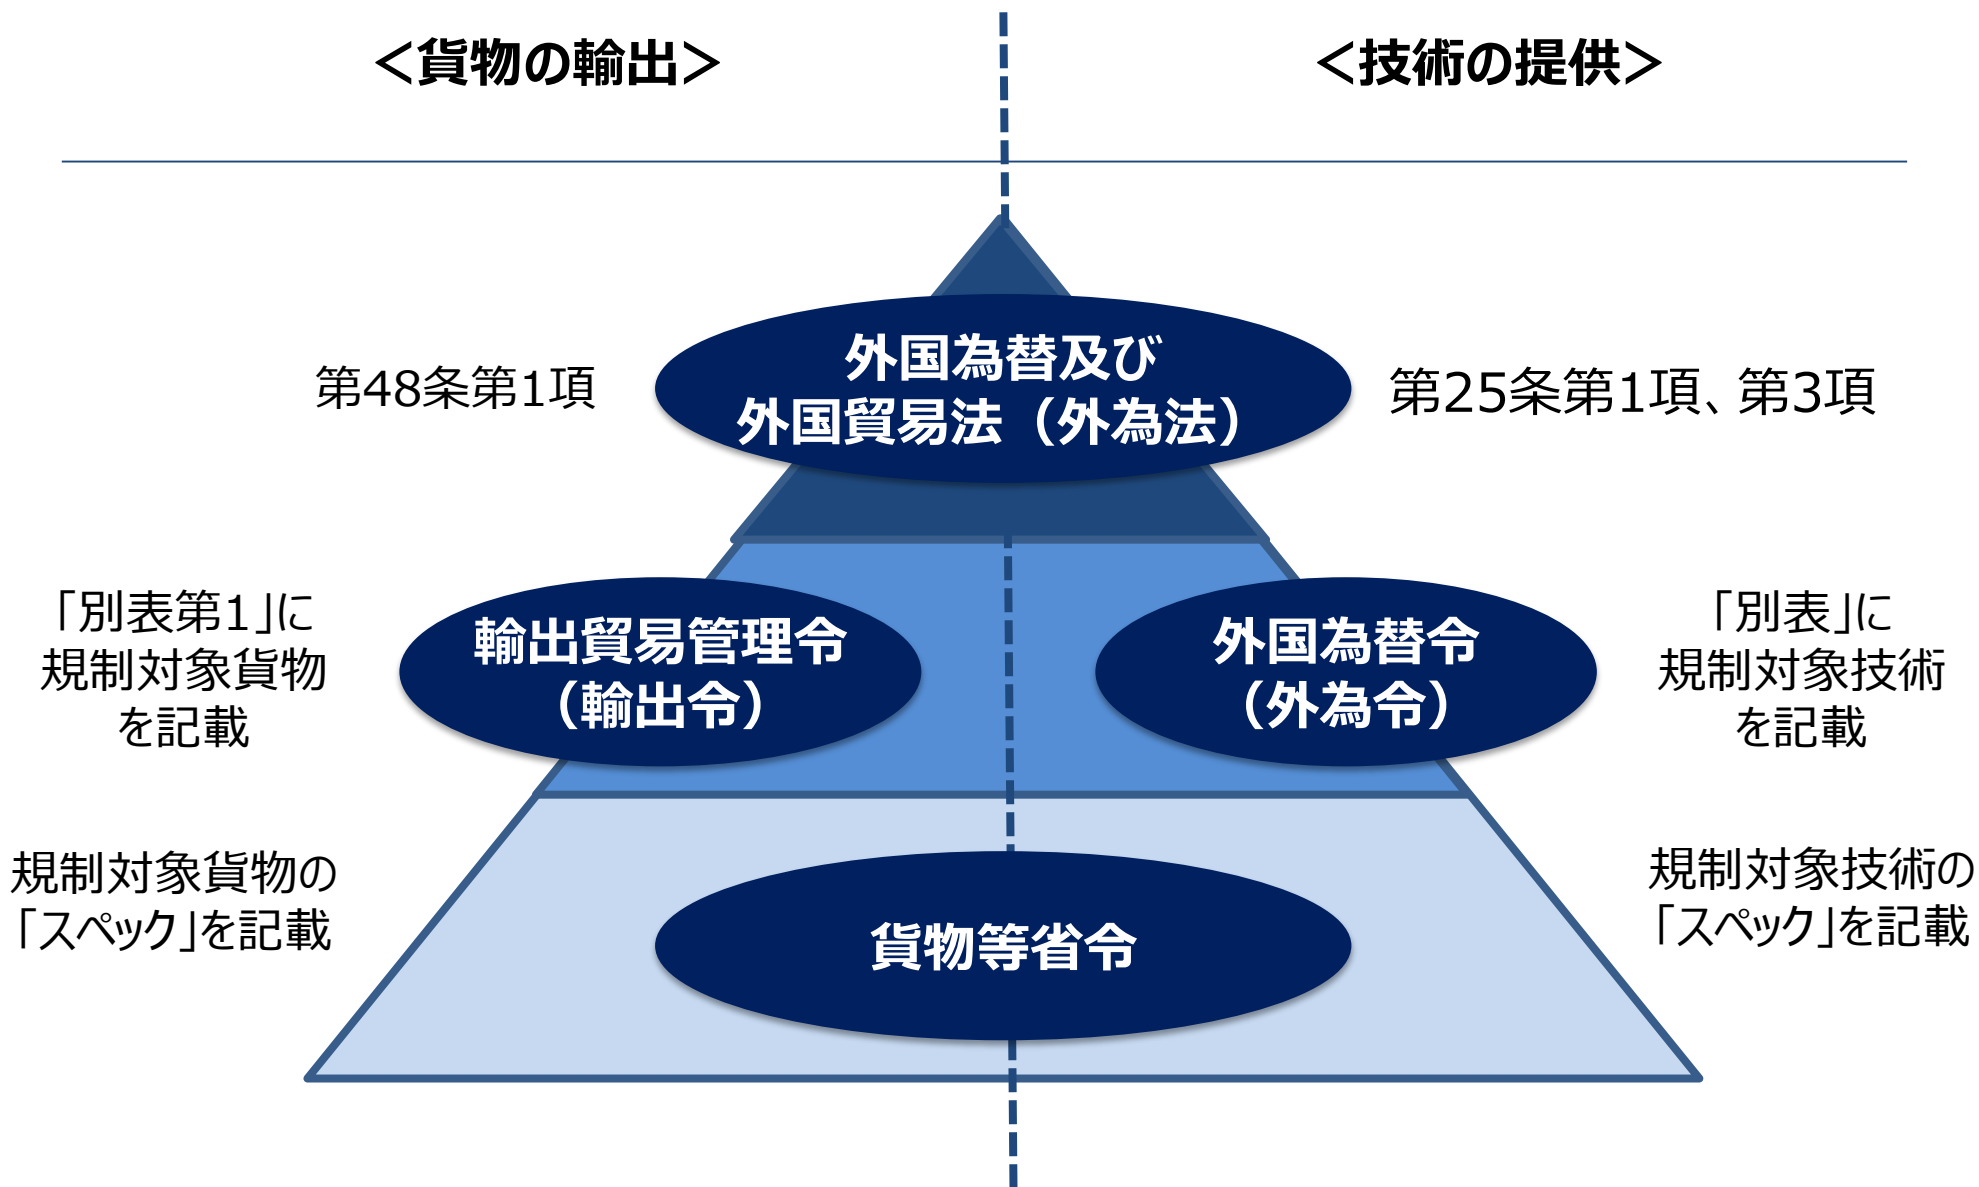 ＜貨物の輸出＞
＜技術の提供＞
第48条第1項
外国為替及び
外国貿易法（外為法）
第25条第1項、第3項
「別表第1」に
規制対象貨物
を記載
輸出貿易管理令
（輸出令）
外国為替令
（外為令）
「別表」に
規制対象技術
を記載
規制対象貨物の
「スペック」を記載
貨物等省令
規制対象技術の
「スペック」を記載